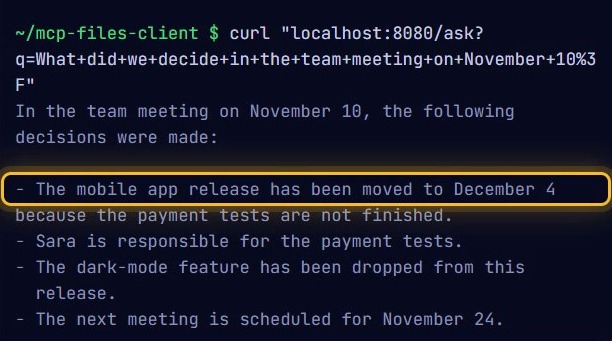 ~/mcp-files-client $ curl "localhost:8080/ask?
q=What+did+we+decide+in+the+team+meeting+on+November+10%3
F"
In the team meeting on November 10, the following
decisions were made:
- The mobile app release has been moved to December 4
because the payment tests are not finished.
- Sara is responsible for the payment tests.
- The dark-mode feature has been dropped from this
release.
- The next meeting is scheduled for November 24.